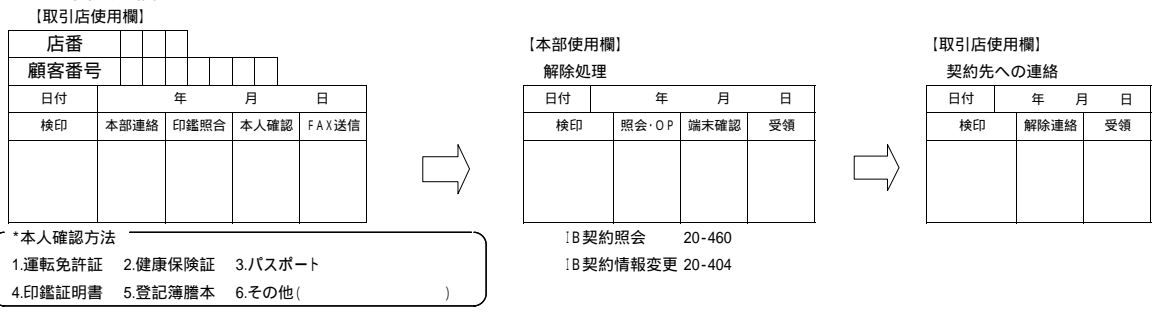 【取引店使用欄】
店番
顧客番号
日付 年 月 日
検印 本部連絡 印鑑照合 本人確認 FAX送信
*本人確認方法
1.運転免許証 2.健康保険証 3.パスポート
4.印鑑証明書 5.登記簿謄本 6.その他( )
【本部使用欄】
解除処理
日付 年 月 日
検印 照会・OP 端末確認 受領
IB契約照会 20-460
IB契約情報変更 20-404
【取引店使用欄】
契約先への連絡
日付 年 月 日
検印 解除連絡 受領